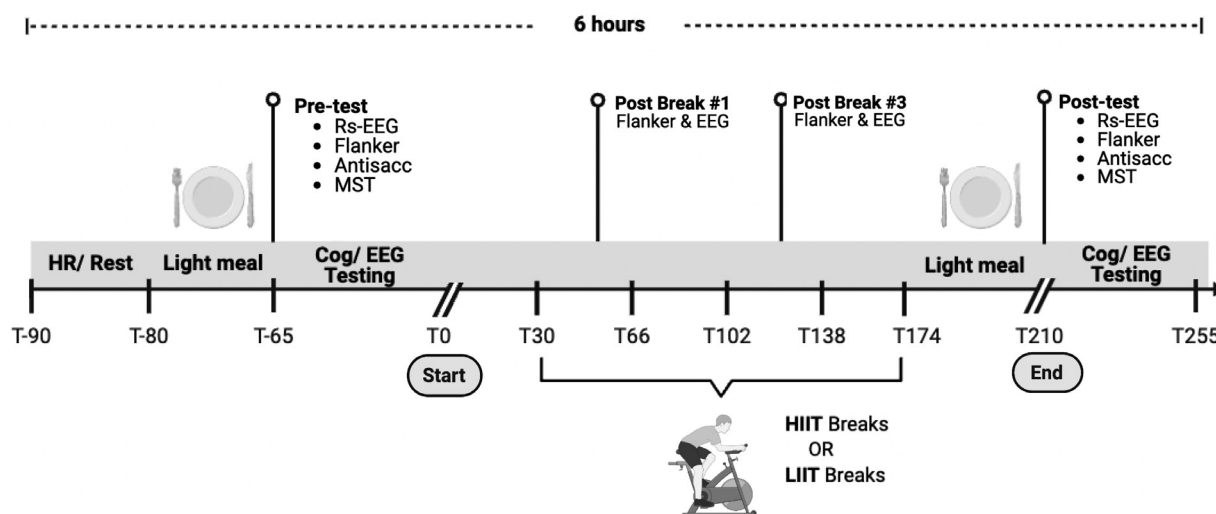 6 hours
Pre-test
• Rs-EEG
• Flanker
• Antisacc
• MST
Post Break #1
Flanker & EEG
Post Break #3
Flanker & EEG
Post-test
• Rs-EEG
• Flanker
• Antisacc
• MST
HR/ Rest
Light meal
Cog/ EEG
Testing
Light meal
Cog/ EEG
Testing
T-90
T-80
T-65
T0
T30
T66
T102
T138
T174
T210
T255
Start
End
HIIT Breaks
OR
LIIT Breaks